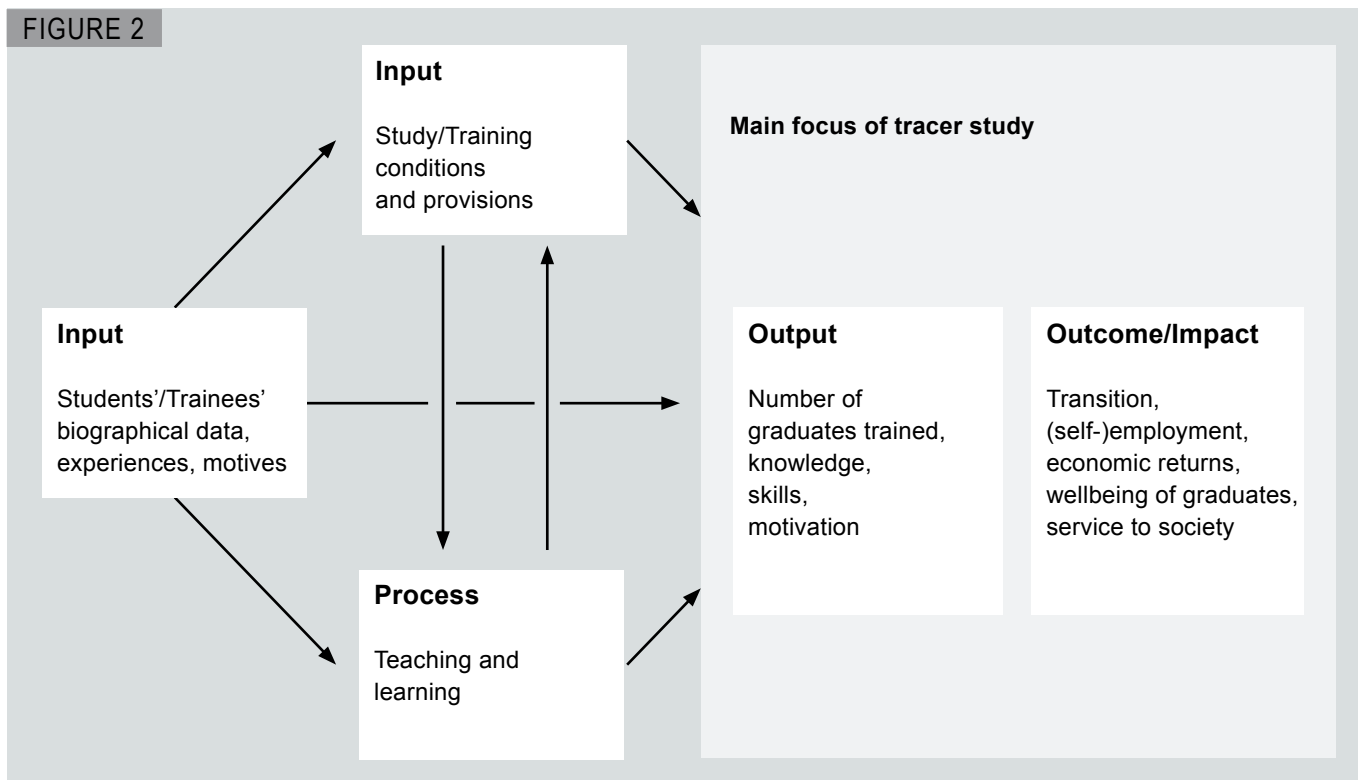 FIGURE 2
Input
Study/Training
conditions
and provisions
Main focus of tracer study
Input
Students’/Trainees’
biographical data,
experiences, motives
Output
Number of
graduates trained,
knowledge,
skills,
motivation
Outcome/Impact
Transition,
(self-)employment,
economic returns,
wellbeing of graduates,
service to society
Process
Teaching and
learning